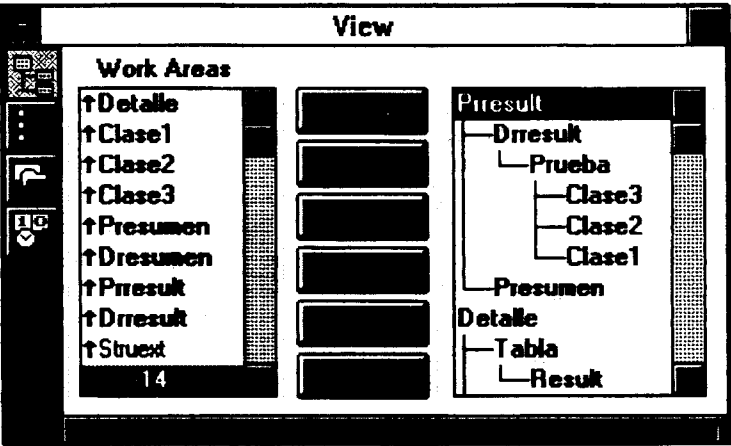 View
Work Areas
↑Detalle
↑Clase1
↑Clase2
↑Clase3
↑Presumen
↑Dresumen
↑Prresult
↑Drresult
↑Struext
14
Prresult
Drresult
Prueba
Clase3
Clase2
Clase1
Presumen
Detalle
Tabla
Result